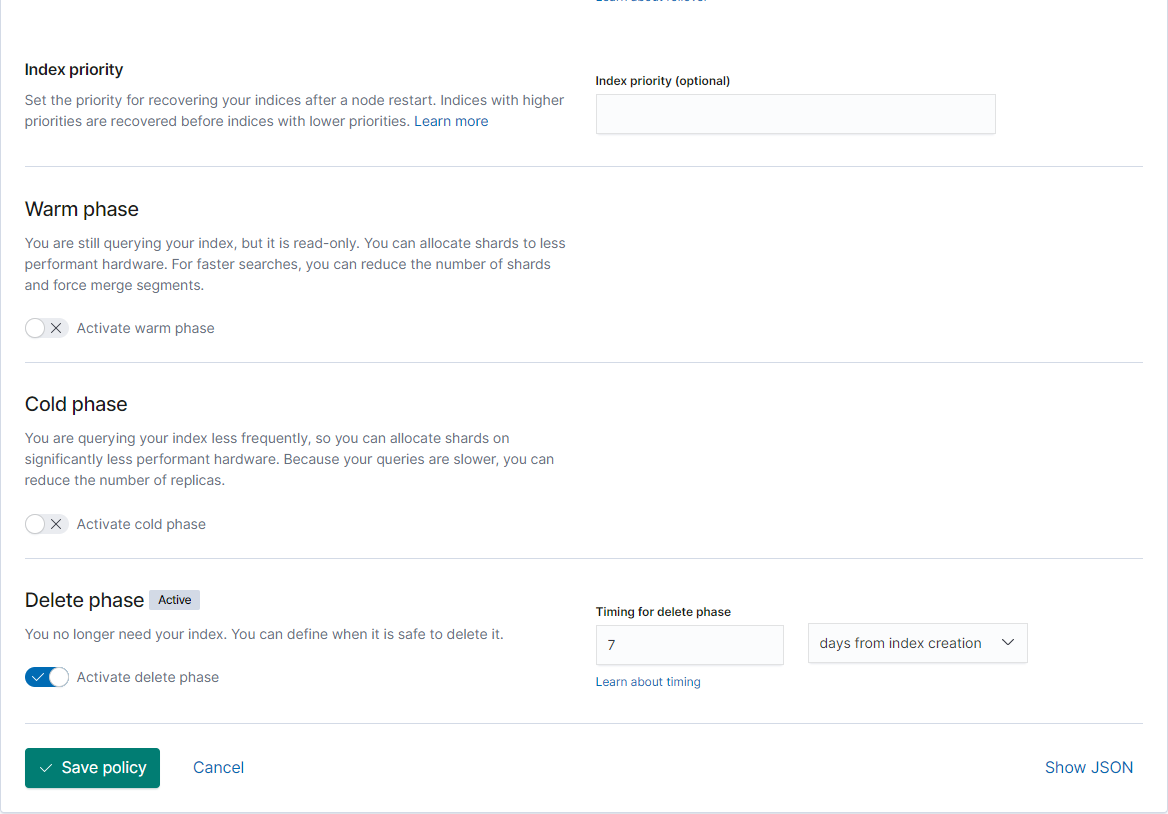 Index priority
Set the priority for recovering your indices after a node restart. Indices with higher
priorities are recovered before indices with lower priorities. Learn more
Index priority (optional)
Warm phase
You are still querying your index, but it is read-only. You can allocate shards to less
performant hardware. For faster searches, you can reduce the number of shards
and force merge segments.
Activate warm phase
Cold phase
You are querying your index less frequently, so you can allocate shards on
significantly less performant hardware. Because your queries are slower, you can
reduce the number of replicas.
Activate cold phase
Delete phase Active
You no longer need your index. You can define when it is safe to delete it.
Activate delete phase
Timing for delete phase
7 days from index creation
Learn about timing
Save policy Cancel Show JSON